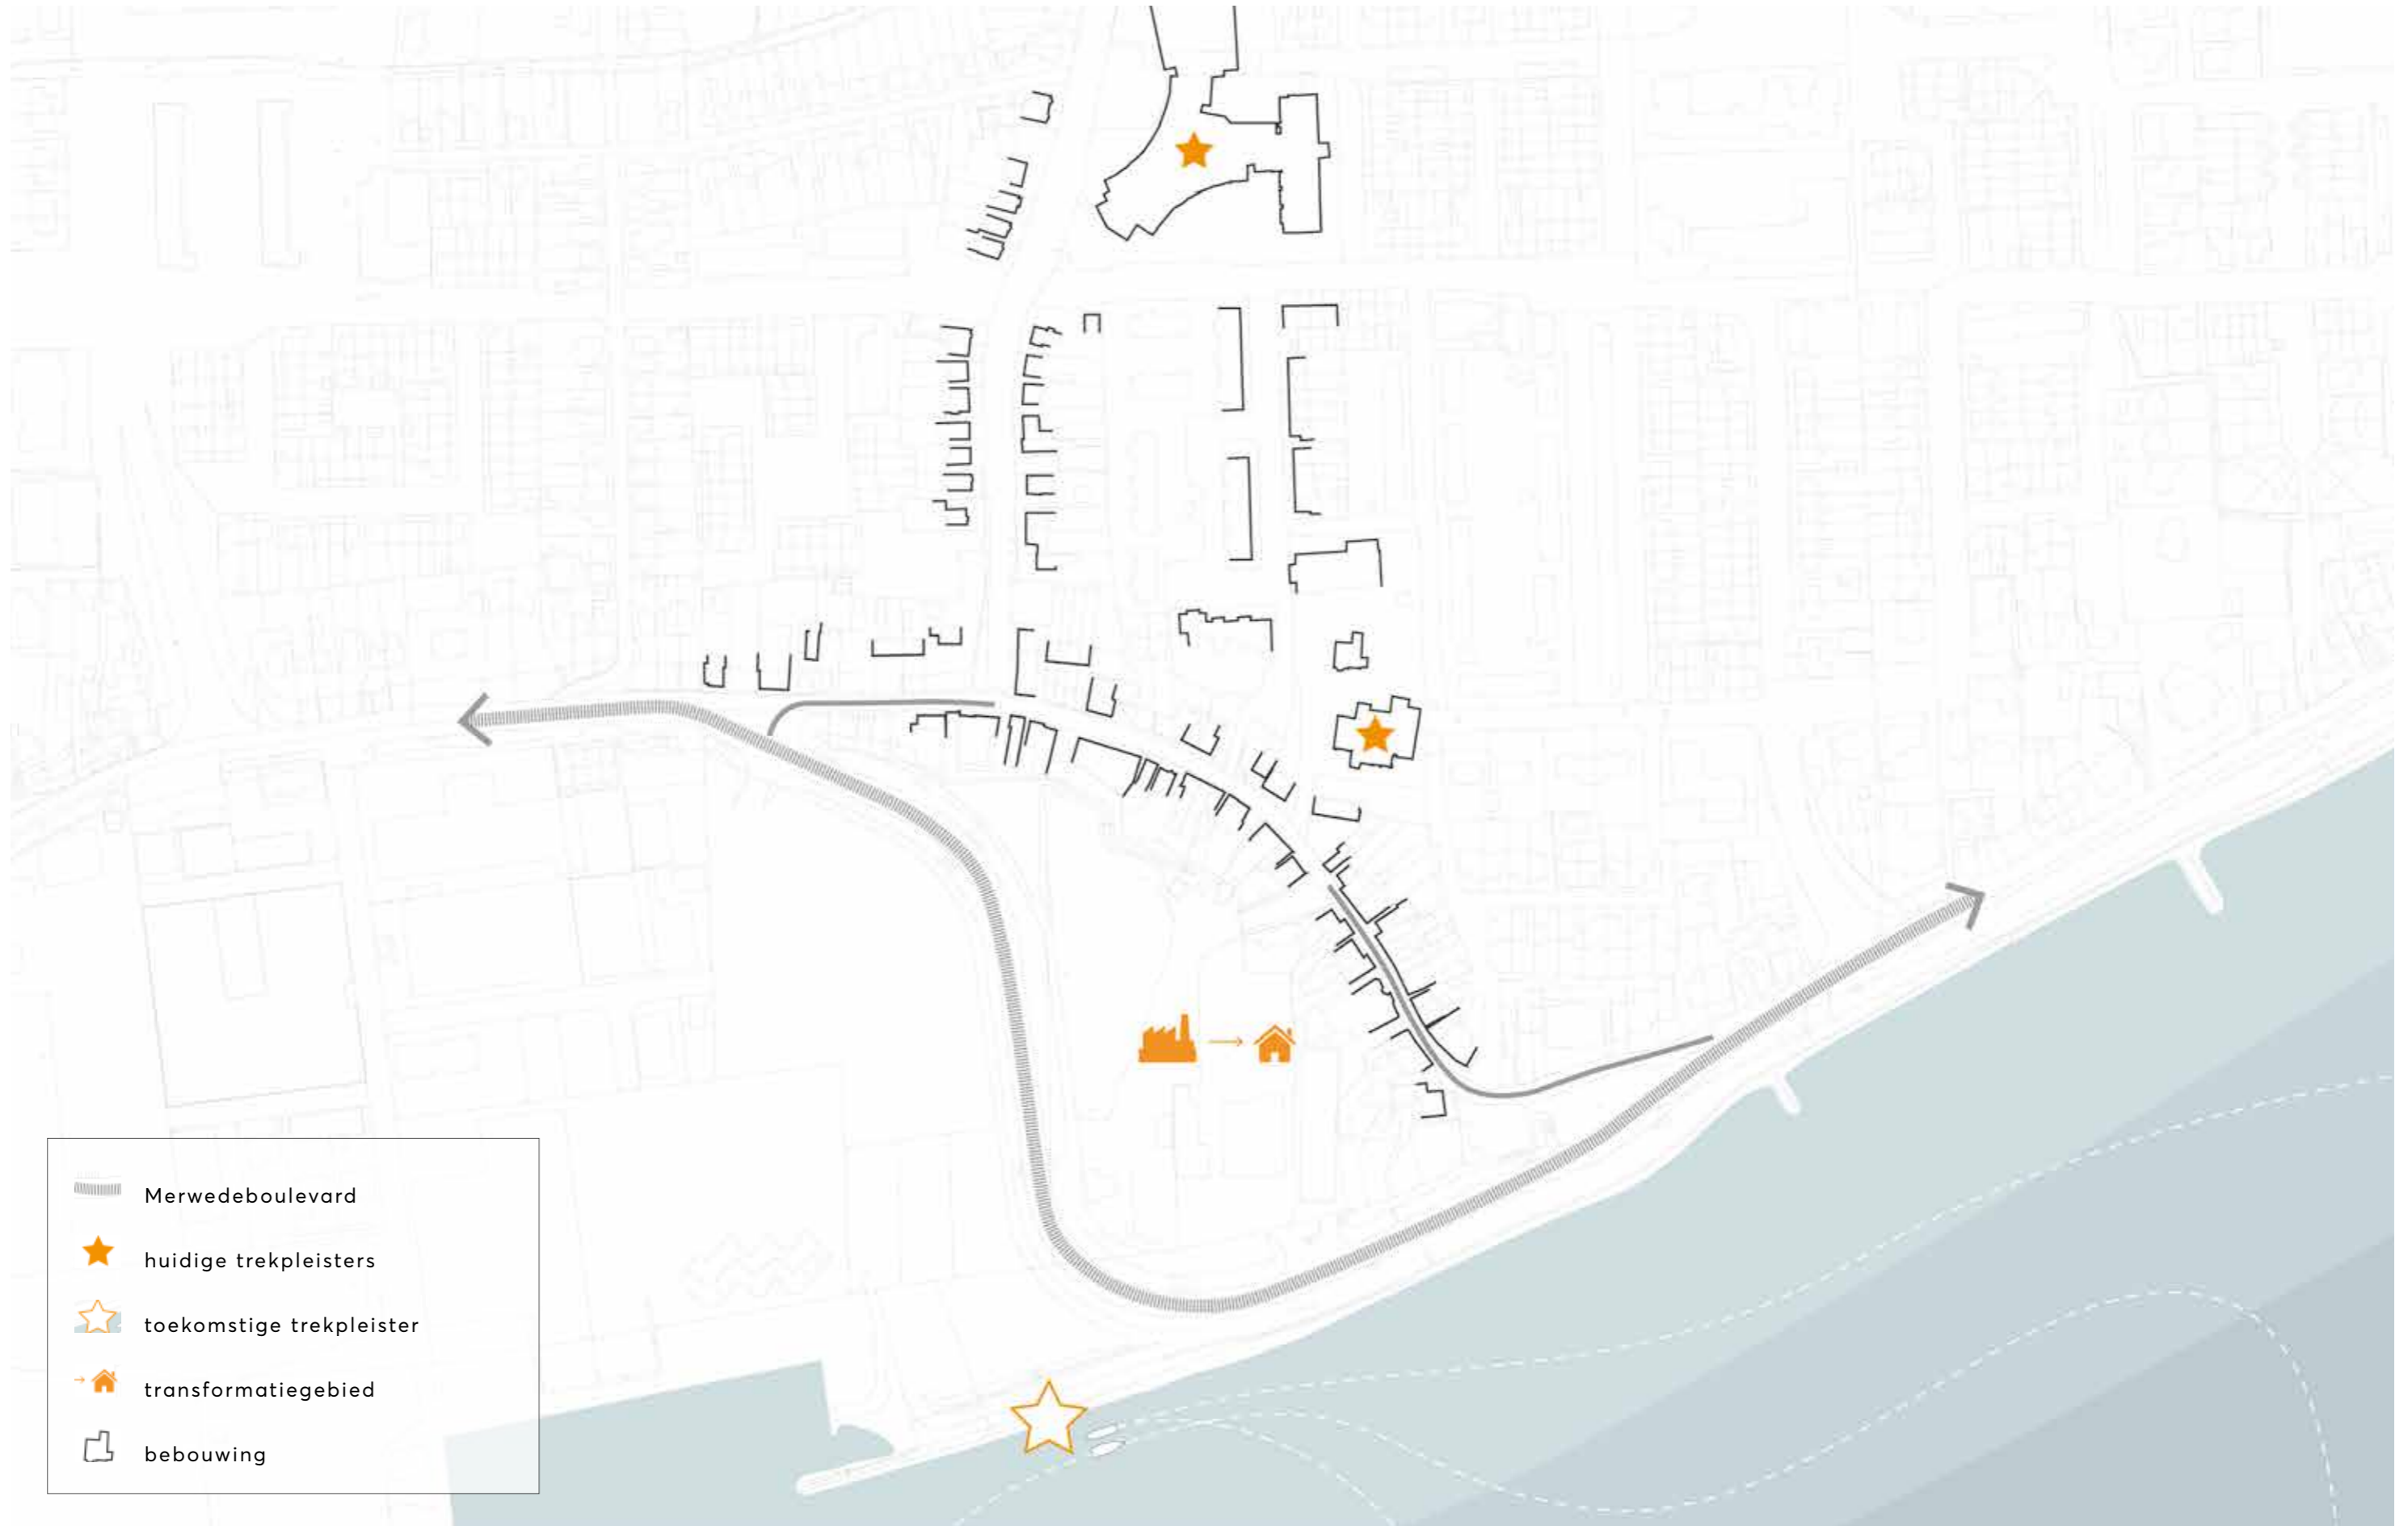 Merwedeboulevard
huidige trekpleisters
toekomstige trekpleister
transformatiegebied
bebouwing